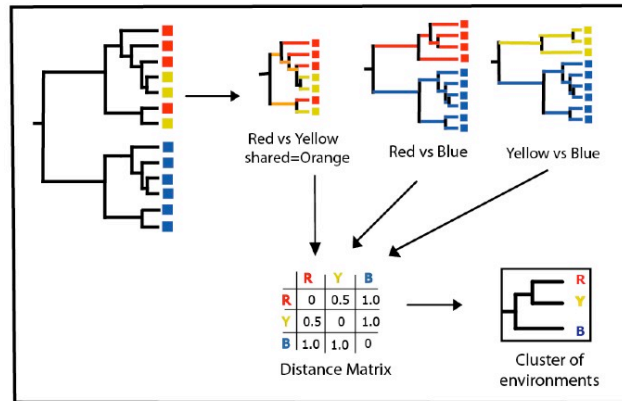 Red vs Yellow
shared=Orange
Red vs Blue
Yellow vs Blue
R Y B
R 0 0.5 1.0
Y 0.5 0 1.0
B 1.0 1.0 0
Distance Matrix
R
Y
B
Cluster of
environments